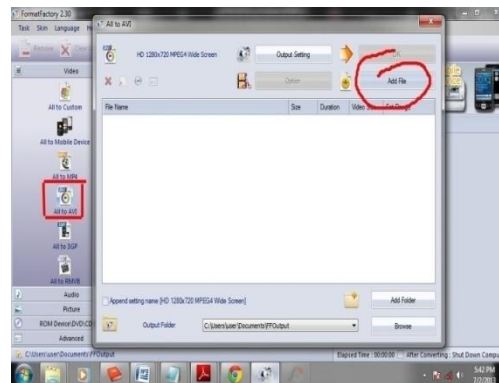 FormatFactory 2.30
Task Skin Language
All to AVI
Remove
HD 1280x720 MPEG4 Wide Screen
Output Setting
OK
Option
Add File
Video
All to Custom
All to Mobile Device
All to MP4
All to AVI
All to 3GP
All to RMVB
Audio
Picture
ROM Device\DVD\CD
Advanced
File Name
Size
Duration
Append setting name [HD 1280x720 MPEG4 Wide Screen]
Add Folder
Output Folder
C:\Users\user\Documents\FFOutput
Browse
C:\Users\user\Documents\FFOutput
Elapsed Time : 00:00:00
After Converting : Shut Down Comp
5:42 PM